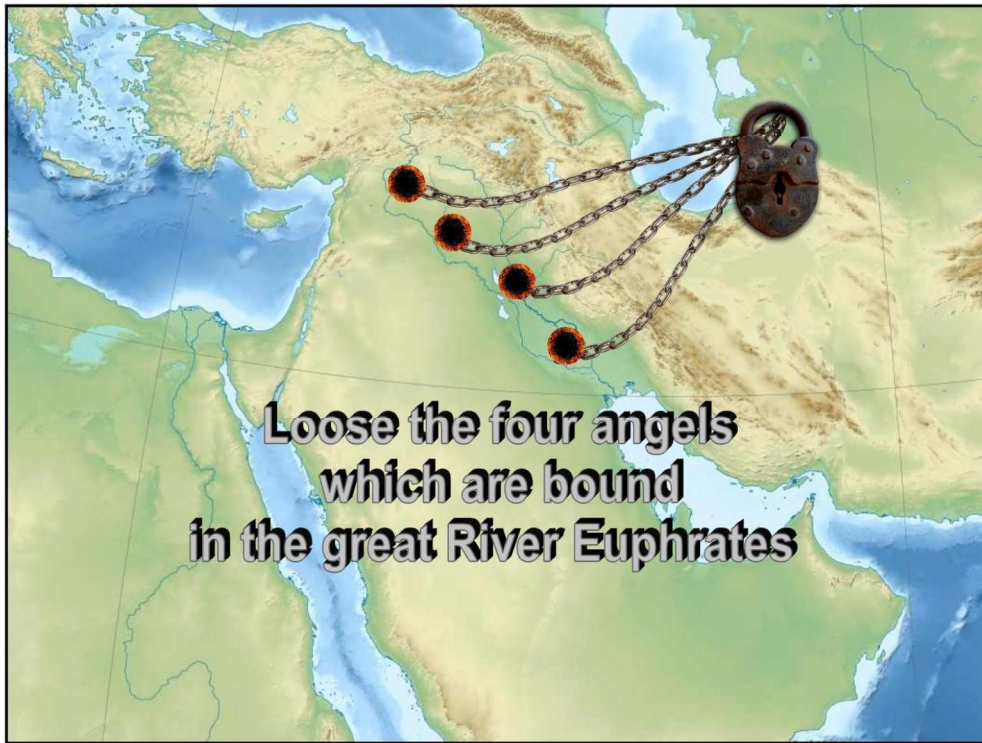 Loose the four angels
which are bound
in the great River Euphrates